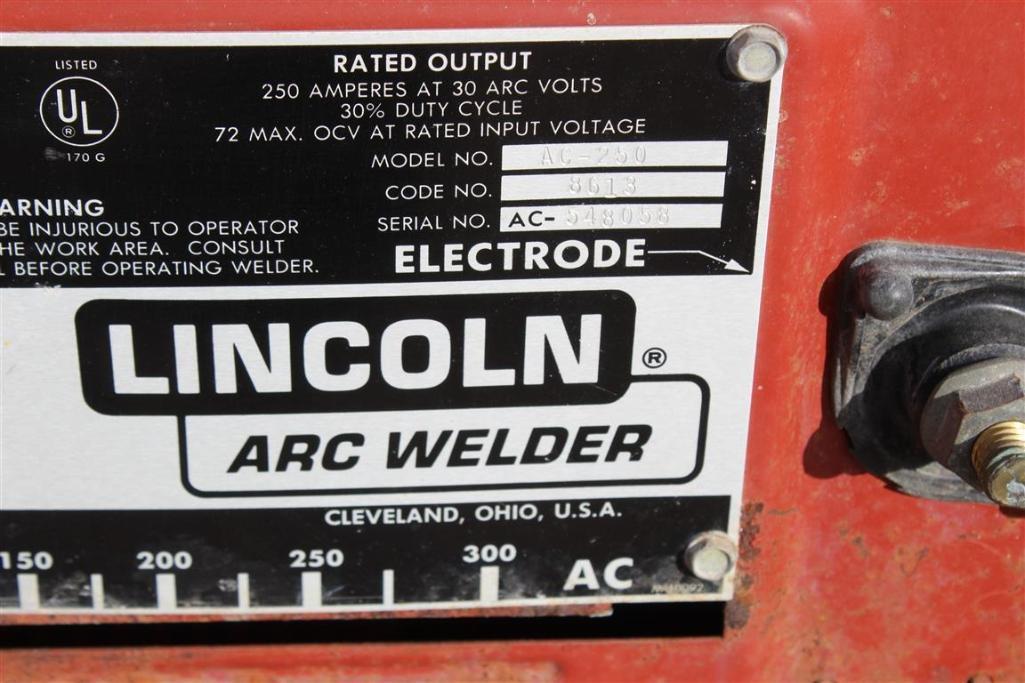 LISTED
UL
®
170 G
RATED OUTPUT
250 AMPERES AT 30 ARC VOLTS
30% DUTY CYCLE
72 MAX. OCV AT RATED INPUT VOLTAGE
MODEL NO. AC-250
CODE NO. 8613
SERIAL NO. AC-548058
ARNING
BE INJURIOUS TO OPERATOR
HE WORK AREA. CONSULT
L BEFORE OPERATING WELDER.
ELECTRODE
LINCOLN ®
ARC WELDER
CLEVELAND, OHIO, U.S.A.
150 200 250 300
AC